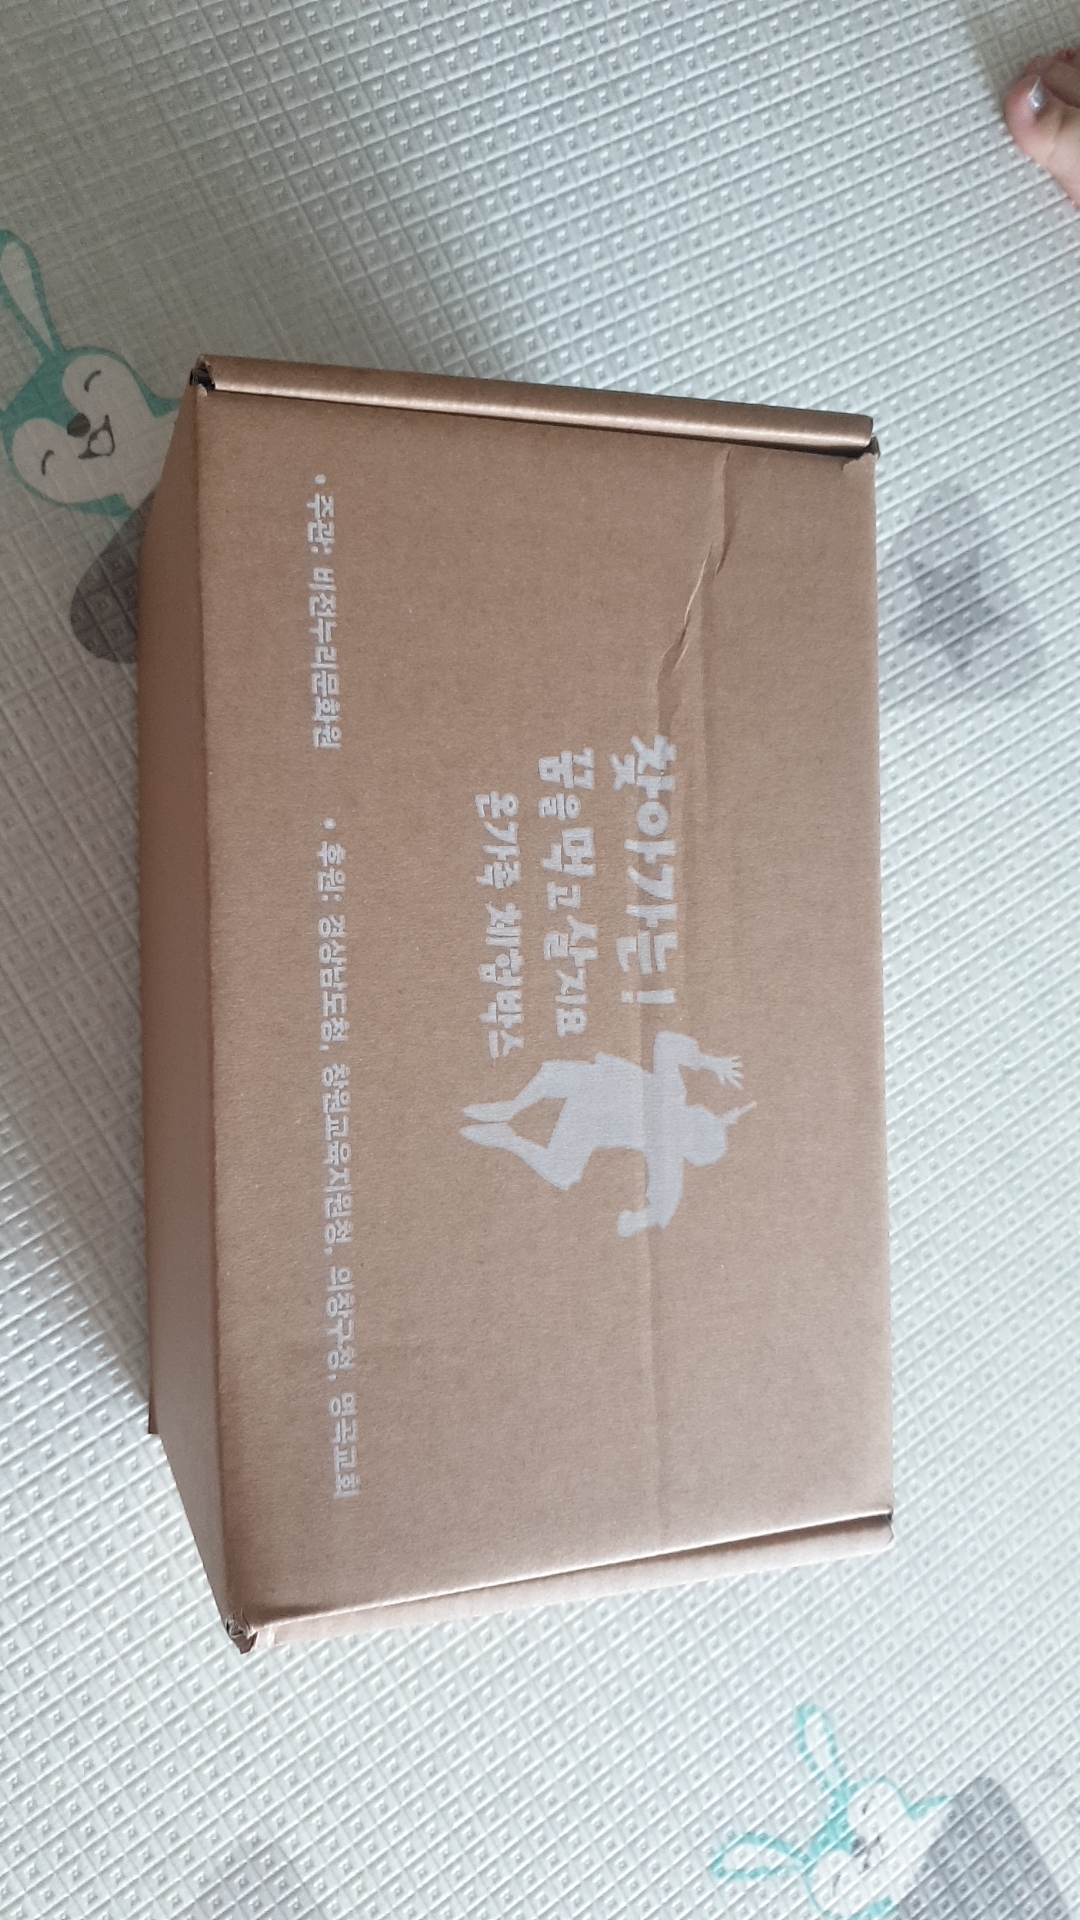 찾아가는!
꿈을 먹고 살지요
온가족 체험박스
• 주관: 비전누리문화원 • 후원: 경상남도청, 창원교육지원청, 의창구청, 명곡교회